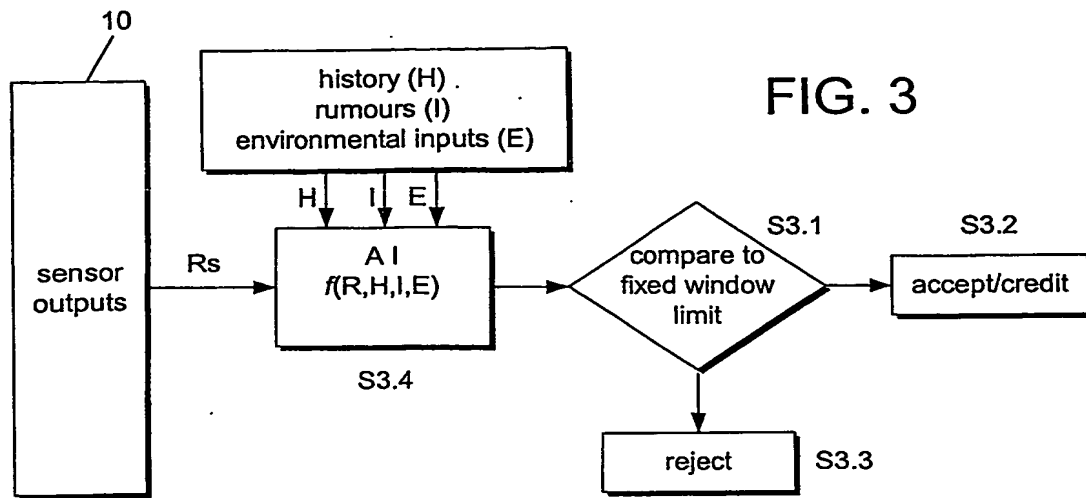 10
FIG. 3
history (H)
rumours (I)
environmental inputs (E)
H I E
sensor
outputs
Rs
A I
f(R,H,I,E)
S3.4
compare to
fixed window
limit
S3.1
S3.2
accept/credit
reject
S3.3